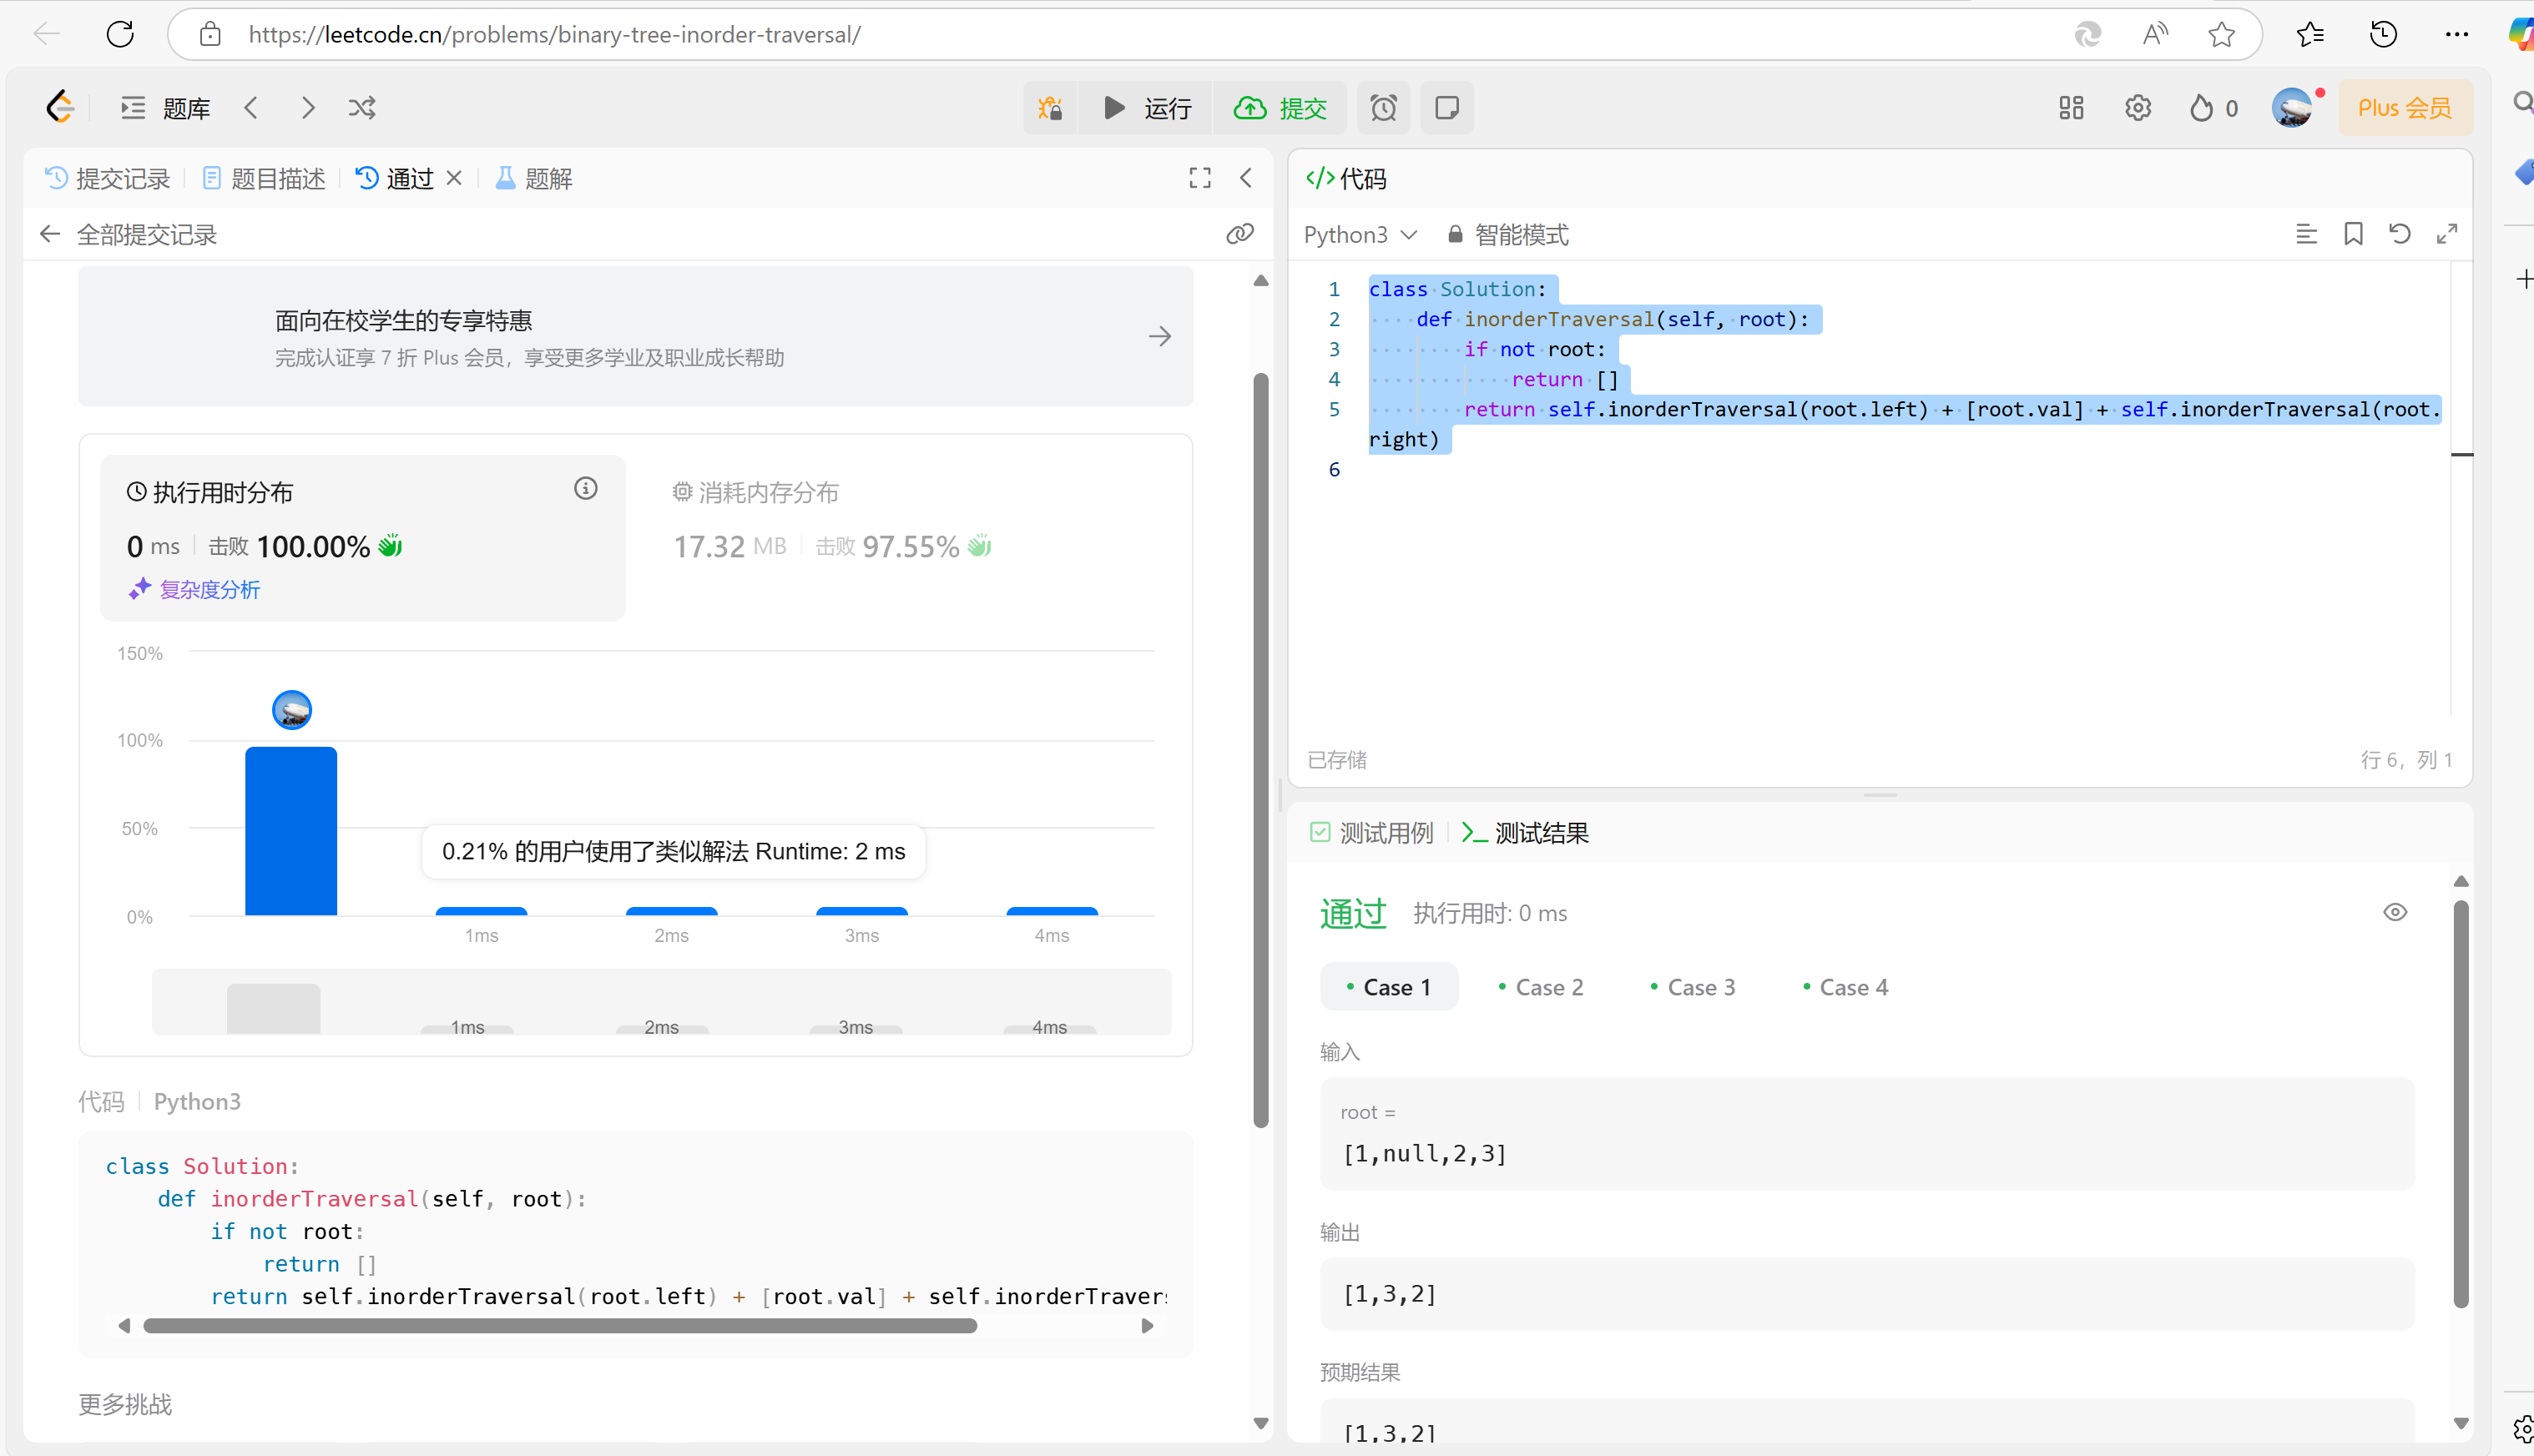 https://leetcode.cn/problems/binary-tree-inorder-traversal/
题库
运行
提交
0
Plus 会员
提交记录
题目描述
通过
题解
全部提交记录
面向在校学生的专享特惠
完成认证享 7 折 Plus 会员，享受更多学业及职业成长帮助
执行用时分布
0 ms
击败 100.00%
复杂度分析
消耗内存分布
17.32 MB
击败 97.55%
150%
100%
50%
0%
0.21% 的用户使用了类似解法 Runtime: 2 ms
1ms
2ms
3ms
4ms
1ms
2ms
3ms
4ms
代码
Python3
class Solution:
    def inorderTraversal(self, root):
        if not root:
            return []
        return self.inorderTraversal(root.left) + [root.val] + self.inorderTravers
更多挑战
代码
Python3
智能模式
1 class Solution:
2     def inorderTraversal(self, root):
3         if not root:
4             return []
5         return self.inorderTraversal(root.left) + [root.val] + self.inorderTraversal(root.
right)
6
已存储
行 6，列 1
测试用例
测试结果
通过
执行用时: 0 ms
Case 1
Case 2
Case 3
Case 4
输入
root =
[1,null,2,3]
输出
[1,3,2]
预期结果
[1,3,2]